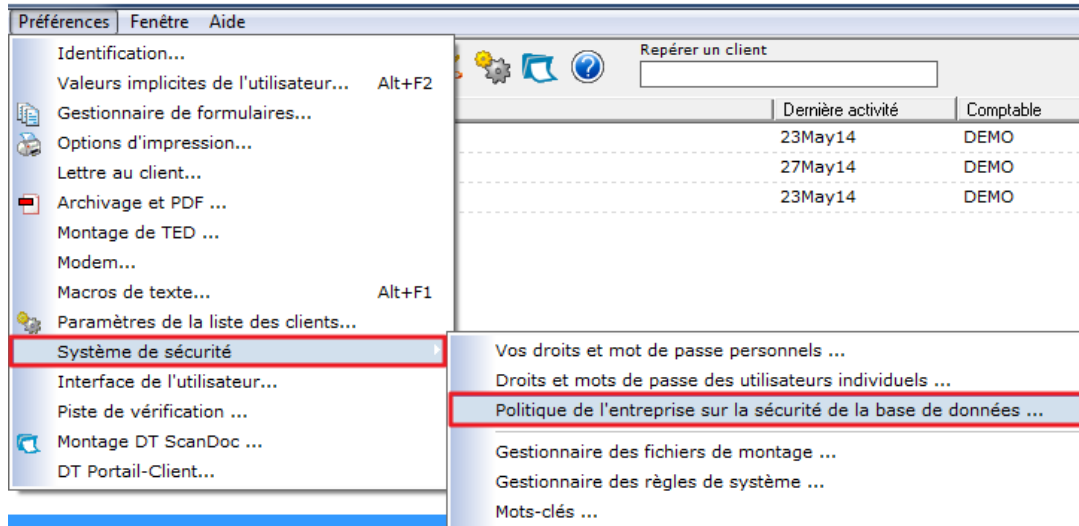 Préférences Fenêtre Aide
Identification...
Valeurs implicites de l'utilisateur... Alt+F2
Gestionnaire de formulaires...
Options d'impression...
Lettre au client...
Archivage et PDF ...
Montage de TED ...
Modem...
Macros de texte... Alt+F1
Paramètres de la liste des clients...
Système de sécurité
Interface de l'utilisateur...
Piste de vérification ...
Montage DT ScanDoc ...
DT Portail-Client...
Repérer un client
Dernière activité Comptable
23May14 DEMO
27May14 DEMO
23May14 DEMO
Vos droits et mot de passe personnels ...
Droits et mots de passe des utilisateurs individuels ...
Politique de l'entreprise sur la sécurité de la base de données ...
Gestionnaire des fichiers de montage ...
Gestionnaire des règles de système ...
Mots-clés ...